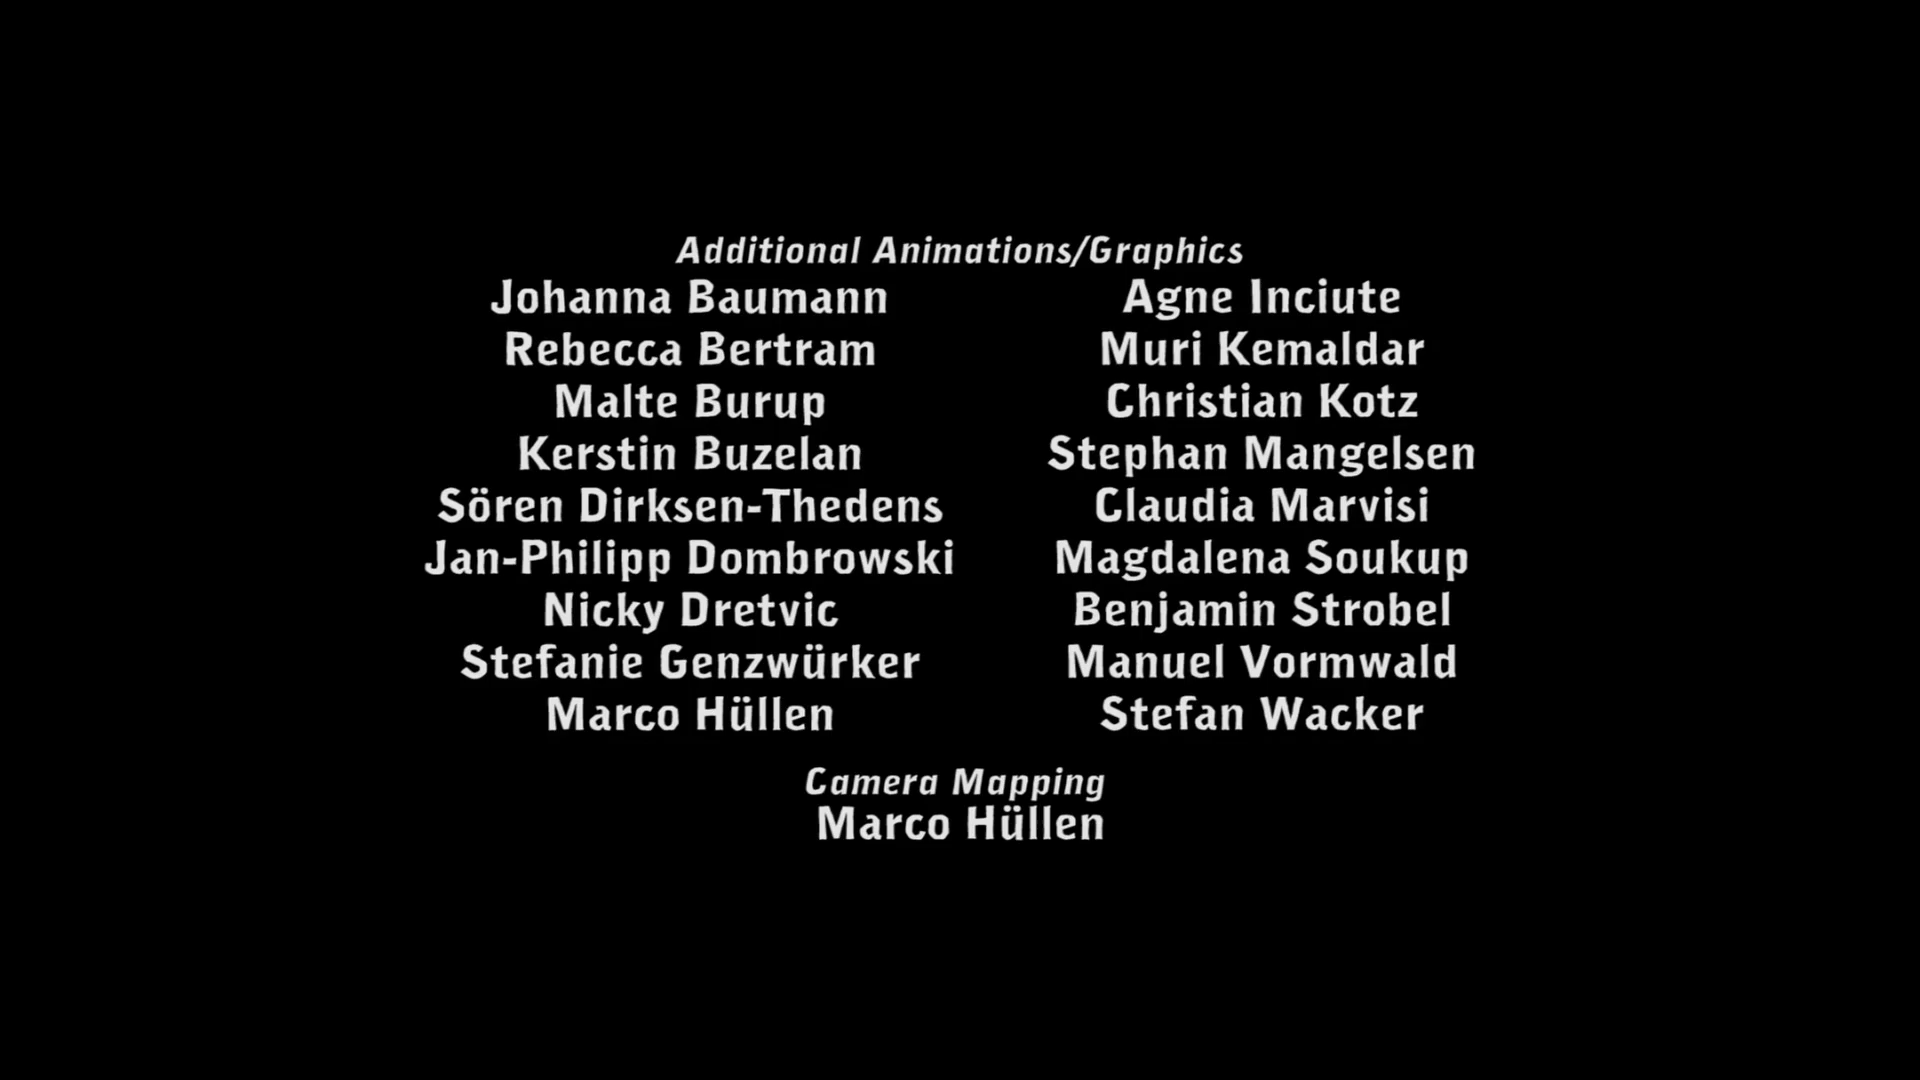 Additional Animations/Graphics
Johanna Baumann
Rebecca Bertram
Malte Burup
Kerstin Buzelan
Sören Dirksen-Thedens
Jan-Philipp Dombrowski
Nicky Dretvic
Stefanie Genzwürker
Marco Hüllen
Agne Inciute
Muri Kemaldar
Christian Kotz
Stephan Mangelsen
Claudia Marvisi
Magdalena Soukup
Benjamin Strobel
Manuel Vormwald
Stefan Wacker
Camera Mapping
Marco Hüllen